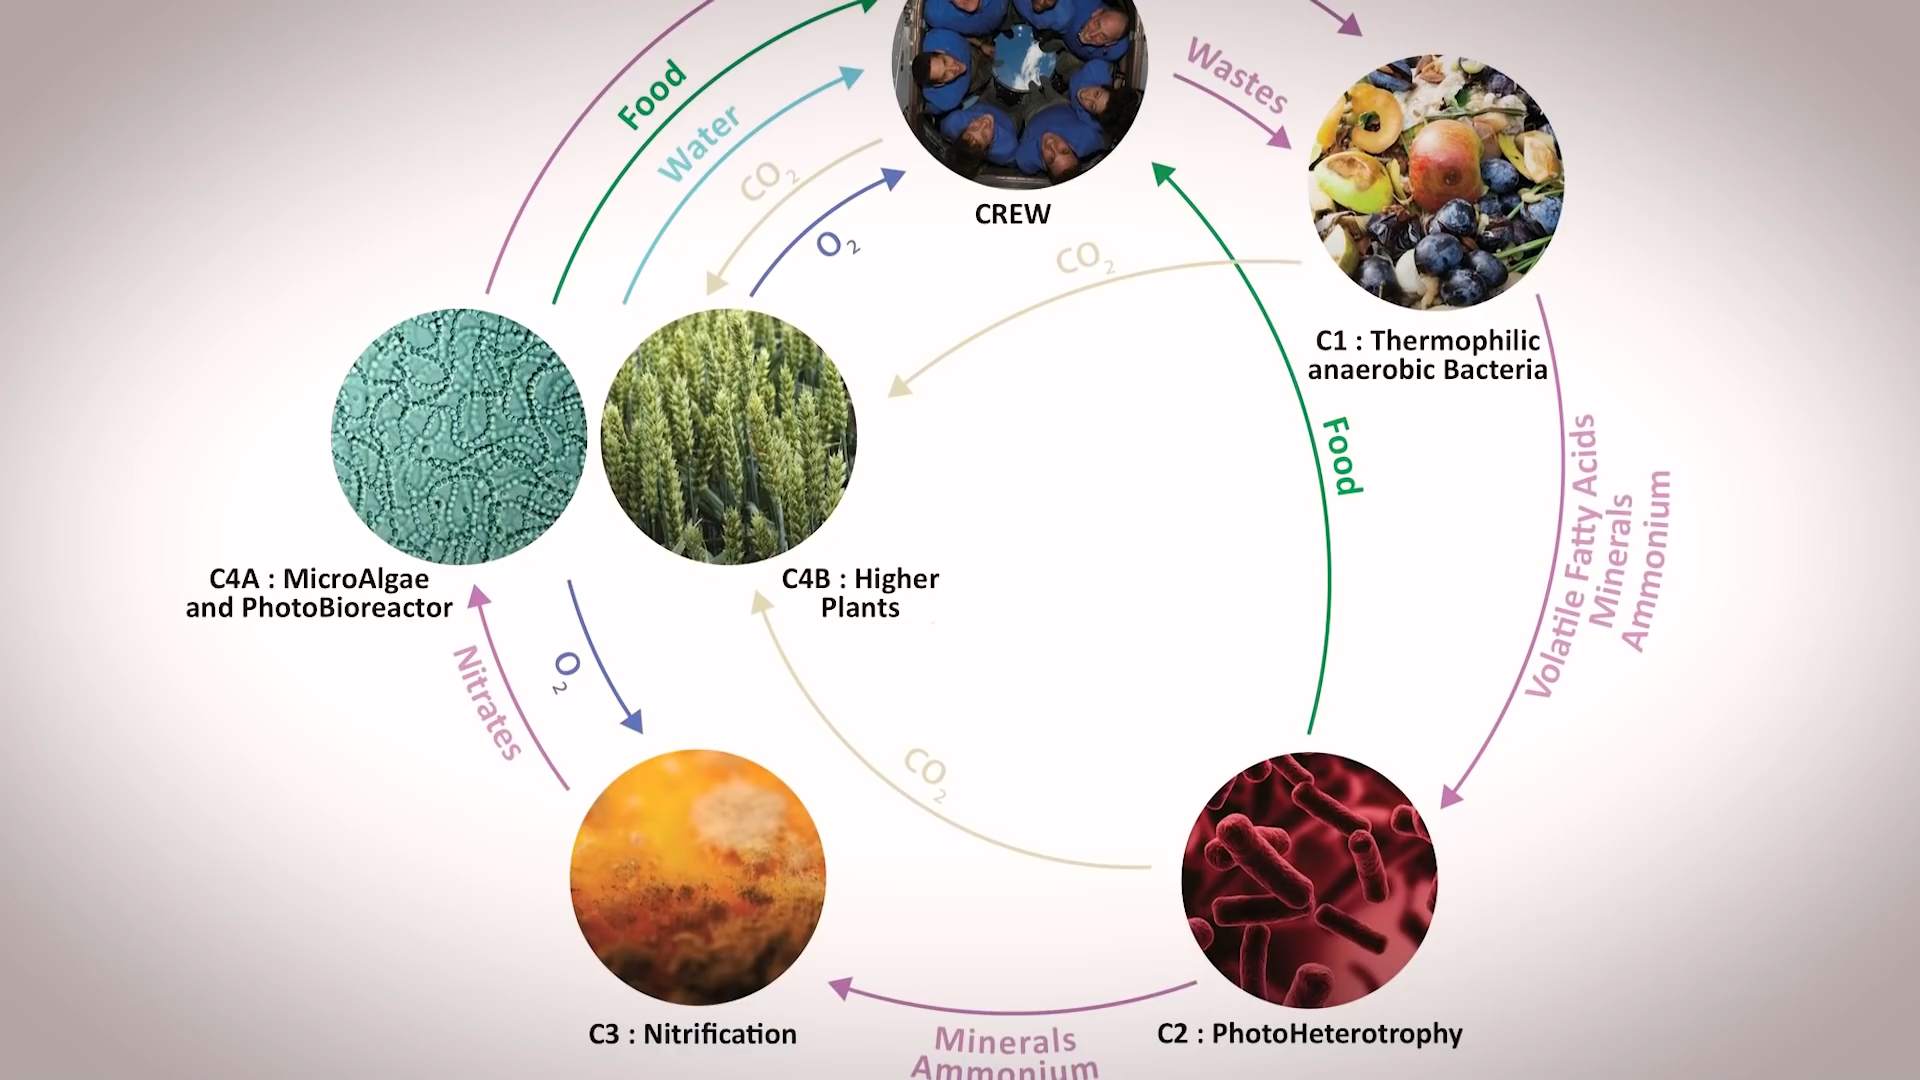 Food
Water
CO2
O2
CREW
Wastes
CO2
C1 : Thermophilic
anaerobic Bacteria
Food
Volatile Fatty Acids
Minerals
Ammonium
C4A : MicroAlgae
and PhotoBioreactor
C4B : Higher
Plants
Nitrates
O2
CO2
C3 : Nitrification
Minerals
Ammonium
C2 : PhotoHeterotrophy